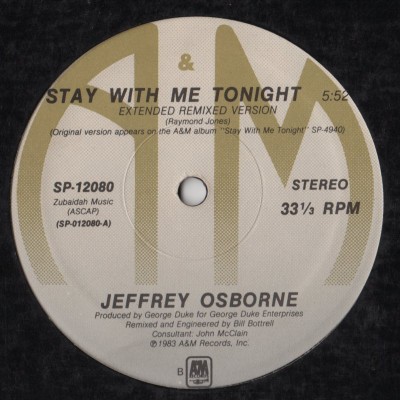 A & M
STAY WITH ME TONIGHT 5:52
EXTENDED REMIXED VERSION
(Raymond Jones)
(Original version appears on the A&M album "Stay With Me Tonight" SP-4940)
SP-12080
Zubaidah Music
(ASCAP)
(SP-012080-A)
STEREO
33 1/3 RPM
JEFFREY OSBORNE
Produced by George Duke for George Duke Enterprises
Remixed and Engineered by Bill Bottrell
Consultant: John McClain
℗1983 A&M Records, Inc.
B
A&M